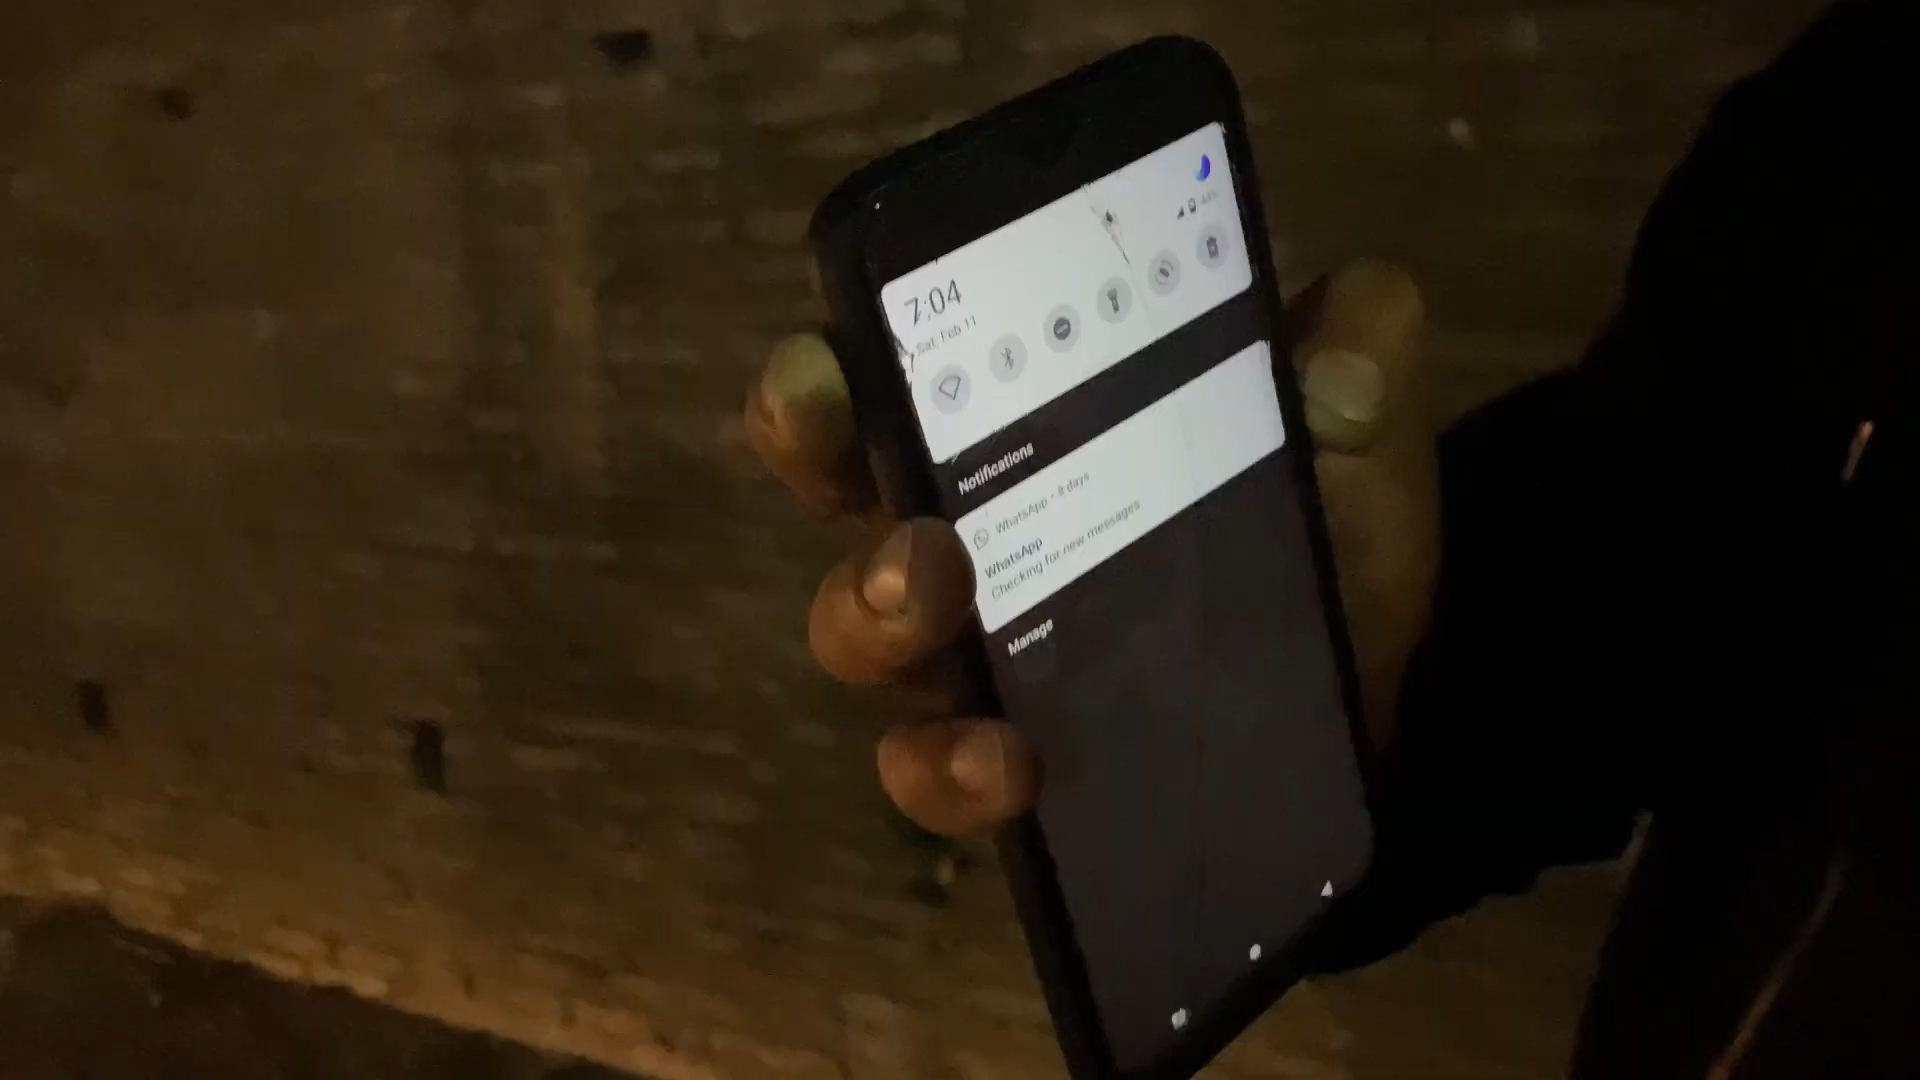 7:04
Sat, Feb 11
Notifications
WhatsApp • 8 days
WhatsApp
Checking for new messages
Manage